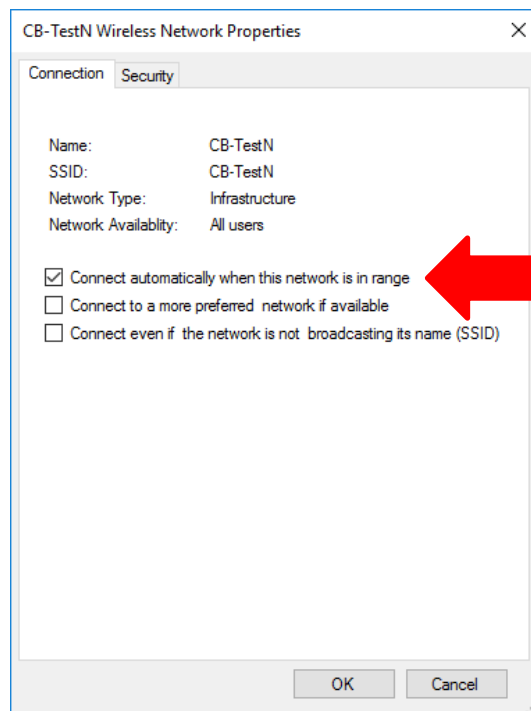 CB-TestN Wireless Network Properties
Connection Security
Name: CB-TestN
SSID: CB-TestN
Network Type: Infrastructure
Network Availablity: All users
Connect automatically when this network is in range
Connect to a more preferred network if available
Connect even if the network is not broadcasting its name (SSID)
OK Cancel